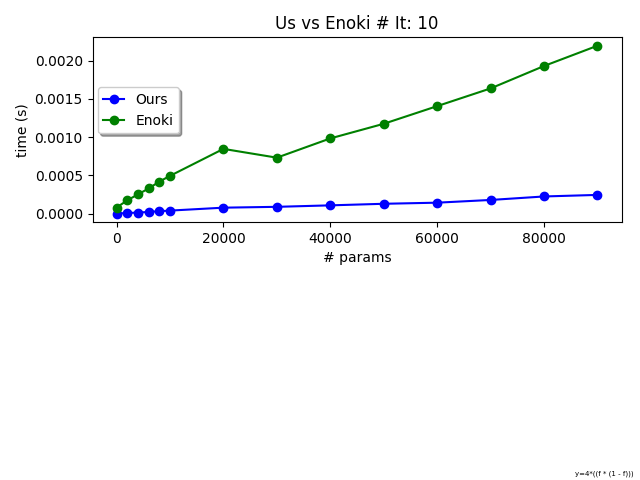 Us vs Enoki # It: 10
time (s)
0.0020
0.0015
0.0010
0.0005
0.0000
Ours
Enoki
0 20000 40000 60000 80000
# params
y=4*((f * (1 - f)))